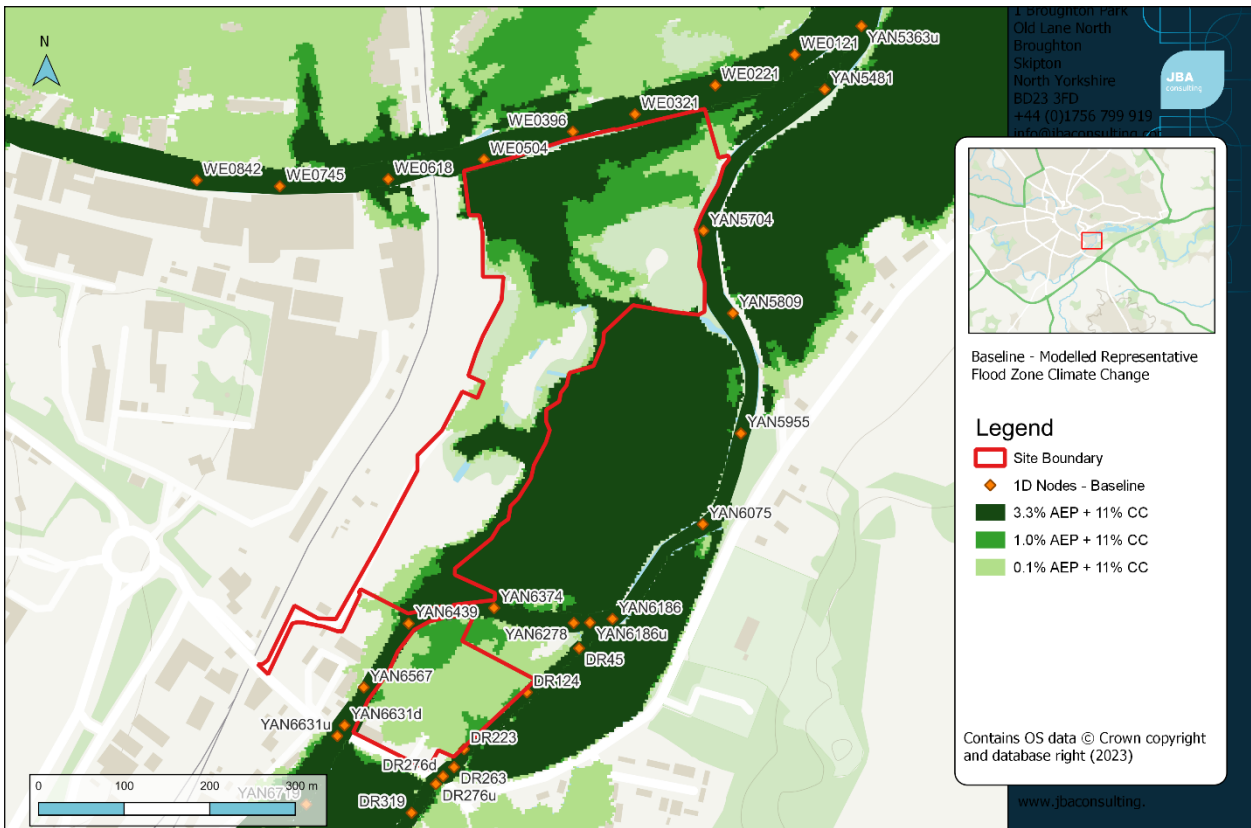 1 Broughton Park
Old Lane North
Broughton
Skipton
North Yorkshire
BD23 3FD
+44 (0)1756 799 919
info@jbaconsulting.co
JBA
consulting
N
YAN5363u
WE0121
YAN5481
WE0221
WE0321
WE0396
WE0504
WE0842
WE0745
WE0618
YAN5704
YAN5809
YAN5955
YAN6075
YAN6374
YAN6439
YAN6186
YAN6278
YAN6186u
DR45
YAN6567
DR124
YAN6631d
YAN6631u
DR223
DR276d
DR263
DR276u
YAN6719
DR319
0 100 200 300 m
Baseline - Modelled Representative
Flood Zone Climate Change
Legend
Site Boundary
1D Nodes - Baseline
3.3% AEP + 11% CC
1.0% AEP + 11% CC
0.1% AEP + 11% CC
Contains OS data © Crown copyright
and database right (2023)
www.jbaconsulting.